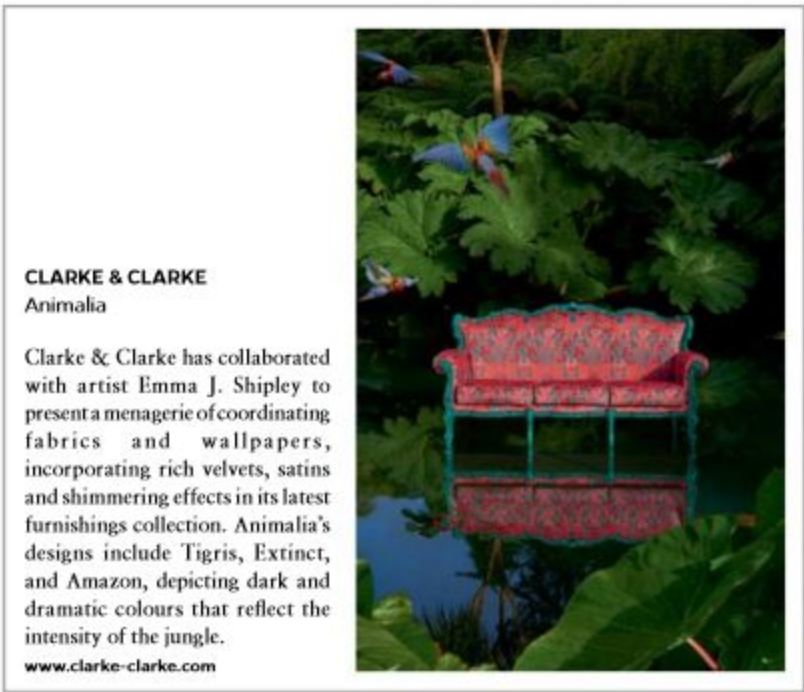 CLARKE & CLARKE
Animalia
Clarke & Clarke has collaborated
with artist Emma J. Shipley to
present a menagerie of coordinating
fabrics and wallpapers,
incorporating rich velvets, satins
and shimmering effects in its latest
furnishings collection. Animalia's
designs include Tigris, Extinct,
and Amazon, depicting dark and
dramatic colours that reflect the
intensity of the jungle.
www.clarke-clarke.com